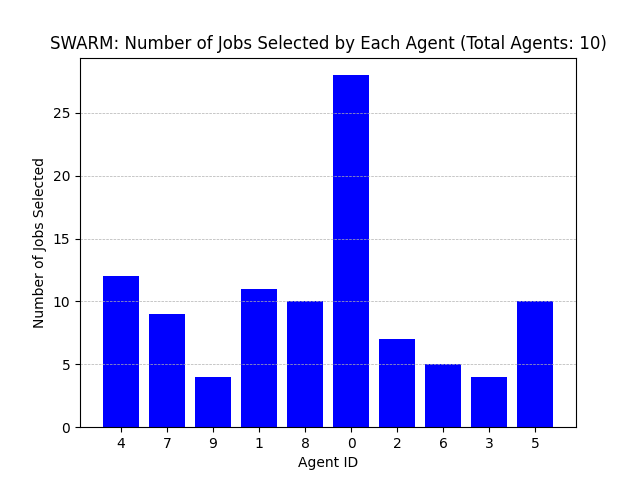 SWARM: Number of Jobs Selected by Each Agent (Total Agents: 10)
Number of Jobs Selected
25
20
15
10
5
0
4 7 9 1 8 0 2 6 3 5
Agent ID